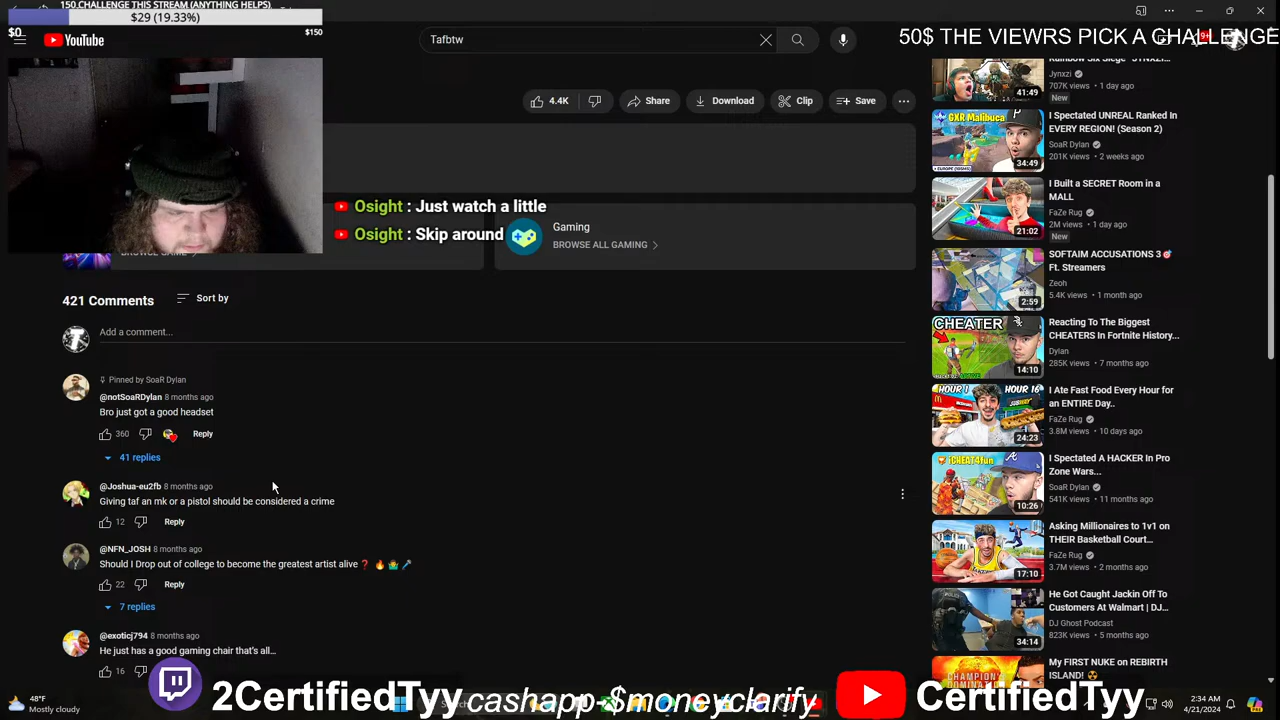 150 CHALLENGE THIS STREAM (ANYTHING HELPS)
$29 (19.33%)
$0
$150
YouTube
Tafbtw
50$ THE VIEWRS PICK A CHALLENGE
9+
4.4K
Share
Download
Clip
Save
Osight : Just watch a little
Osight : Skip around
Gaming
BROWSE ALL GAMING
BROWSE GAME
421 Comments
Sort by
Add a comment...
Pinned by SoaR Dylan
@notSoaRDylan 8 months ago
Bro just got a good headset
360
Reply
41 replies
@Joshua-eu2fb 8 months ago
Giving taf an mk or a pistol should be considered a crime
12
Reply
@NFN_JOSH 8 months ago
Should I Drop out of college to become the greatest artist alive ❓ 🔥👩‍🎨🎤
22
Reply
7 replies
@exoticj794 8 months ago
He just has a good gaming chair that's all...
16
Rainbow Six Siege
Jynxzi
707K views • 1 day ago
New
41:49
GXR Malibuca
34:49
I Spectated UNREAL Ranked In
EVERY REGION! (Season 2)
SoaR Dylan
201K views • 2 weeks ago
21:02
I Built a SECRET Room in a
MALL
FaZe Rug
2M views • 1 day ago
New
2:59
SOFTAIM ACCUSATIONS 3🎯
Ft. Streamers
Zeoh
5.4K views • 1 month ago
CHEATER
14:10
Reacting To The Biggest
CHEATERS In Fortnite History...
Dylan
285K views • 7 months ago
HOUR 1
HOUR 16
SUBWAY
24:23
I Ate Fast Food Every Hour for
an ENTIRE Day..
FaZe Rug
3.8M views • 10 days ago
1CHEAT4fun
10:26
I Spectated A HACKER In Pro
Zone Wars...
SoaR Dylan
541K views • 11 months ago
17:10
Asking Millionaires to 1v1 on
THEIR Basketball Court...
FaZe Rug
3.7M views • 2 months ago
POLICE
34:14
He Got Caught Jackin Off To
Customers At Walmart | DJ...
DJ Ghost Podcast
823K views • 5 months ago
CHAMPION'S
DOMINATION
My FIRST NUKE on REBIRTH
ISLAND! ☢️
48°F
Mostly cloudy
2CertifiedTyy cashapp $moneyclarify CertifiedTyy
2:34 AM
4/21/2024